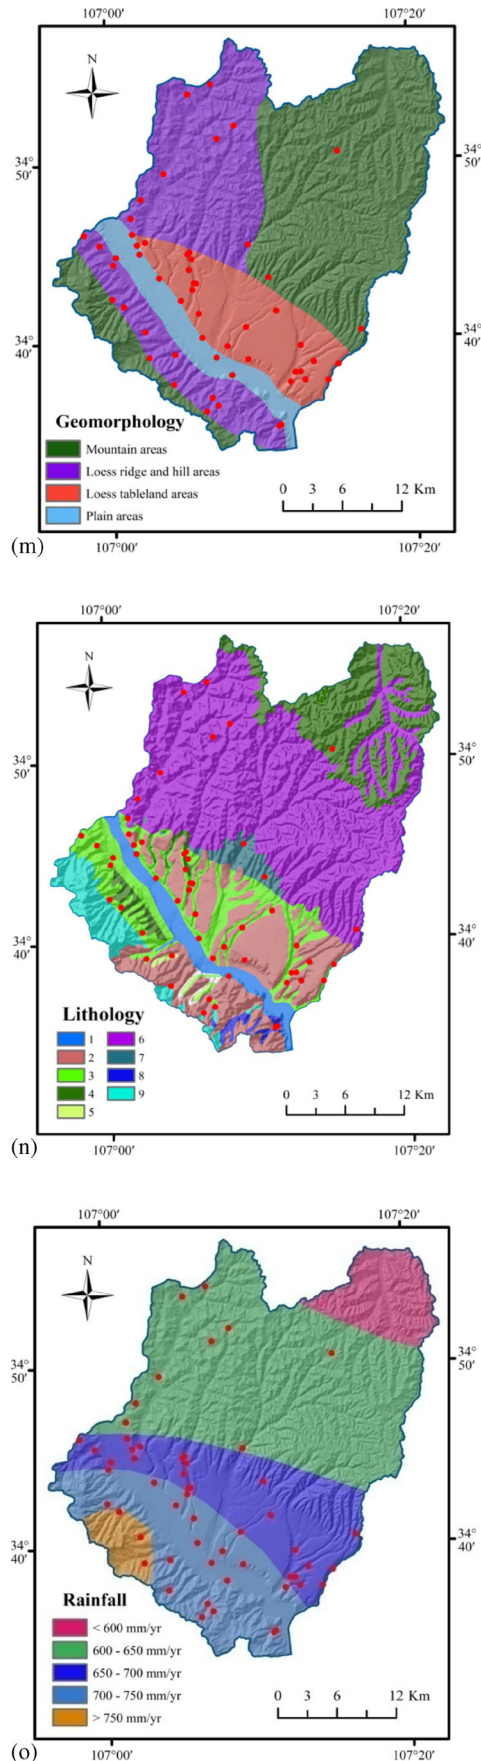 107°00′ 107°20′
N
34°
50′
34°
50′
34°
40′
34°
40′
Geomorphology
Mountain areas
Loess ridge and hill areas
Loess tableland areas
Plain areas
0 3 6 12 Km
(m)
107°00′ 107°20′
107°00′ 107°20′
N
34°
50′
34°
50′
34°
40′
34°
40′
Lithology
1 6
2 7
3 8
4 9
5
0 3 6 12 Km
(n)
107°00′ 107°20′
107°00′ 107°20′
N
34°
50′
34°
50′
34°
40′
34°
40′
Rainfall
< 600 mm/yr
600 - 650 mm/yr
650 - 700 mm/yr
700 - 750 mm/yr
> 750 mm/yr
0 3 6 12 Km
(o)
107°00′ 107°20′